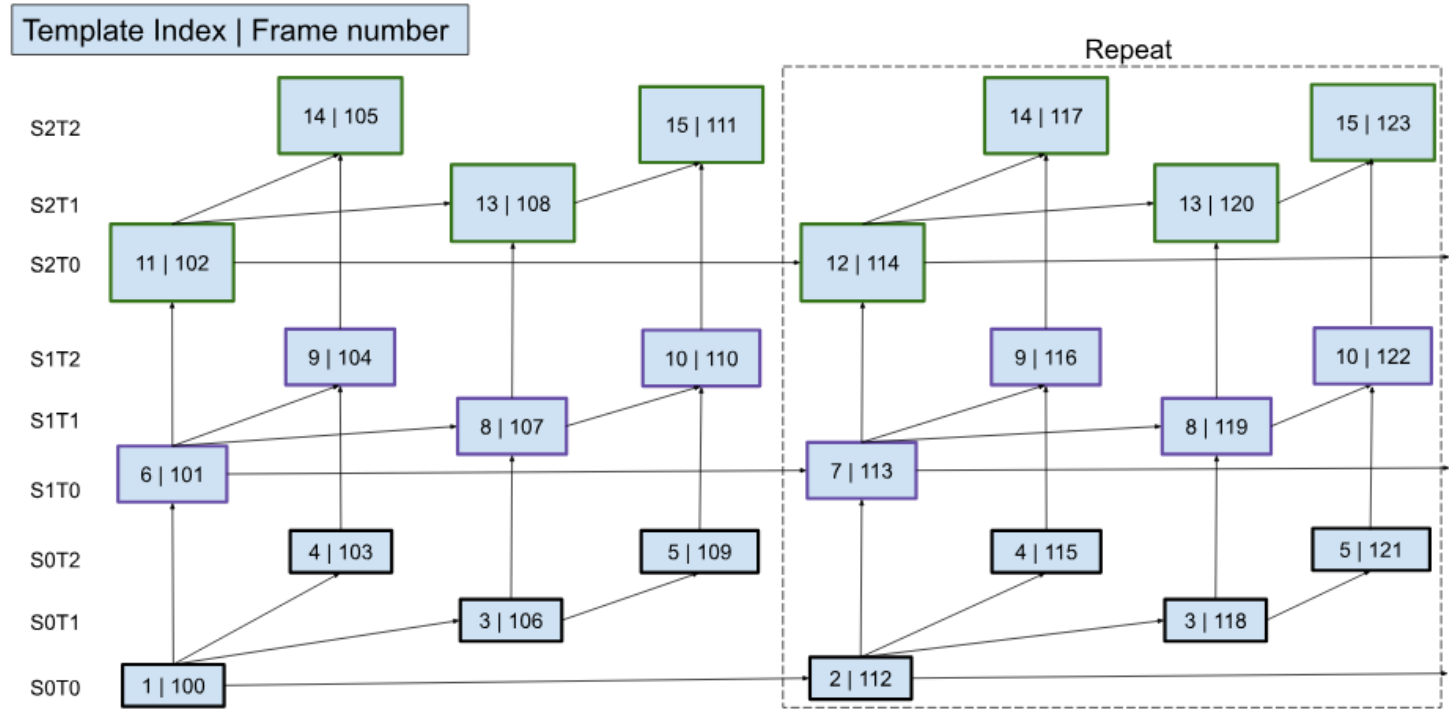 Template Index | Frame number
Repeat
S2T2
14 | 105
15 | 111
14 | 117
15 | 123
S2T1
13 | 108
13 | 120
S2T0
11 | 102
12 | 114
S1T2
9 | 104
10 | 110
9 | 116
10 | 122
S1T1
8 | 107
8 | 119
S1T0
6 | 101
7 | 113
S0T2
4 | 103
5 | 109
4 | 115
5 | 121
S0T1
3 | 106
3 | 118
S0T0
1 | 100
2 | 112